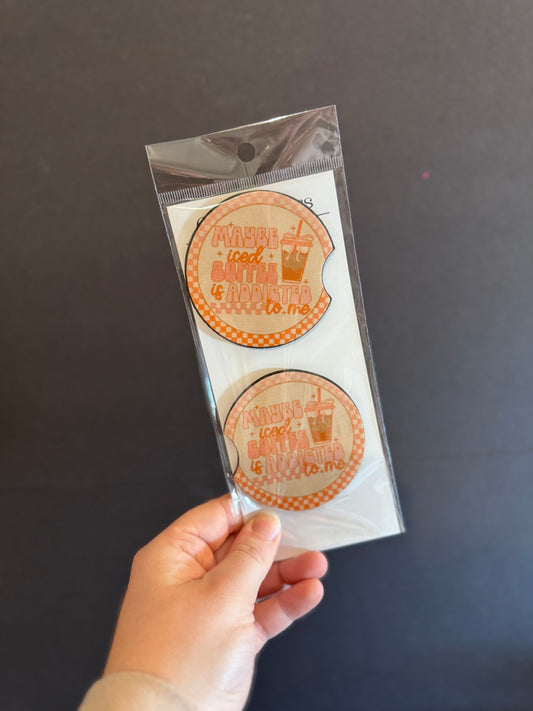 MAYBE
iced
COFFEE
is ADDICTED
to me
MAYBE
iced
COFFEE
is ADDICTED
to me